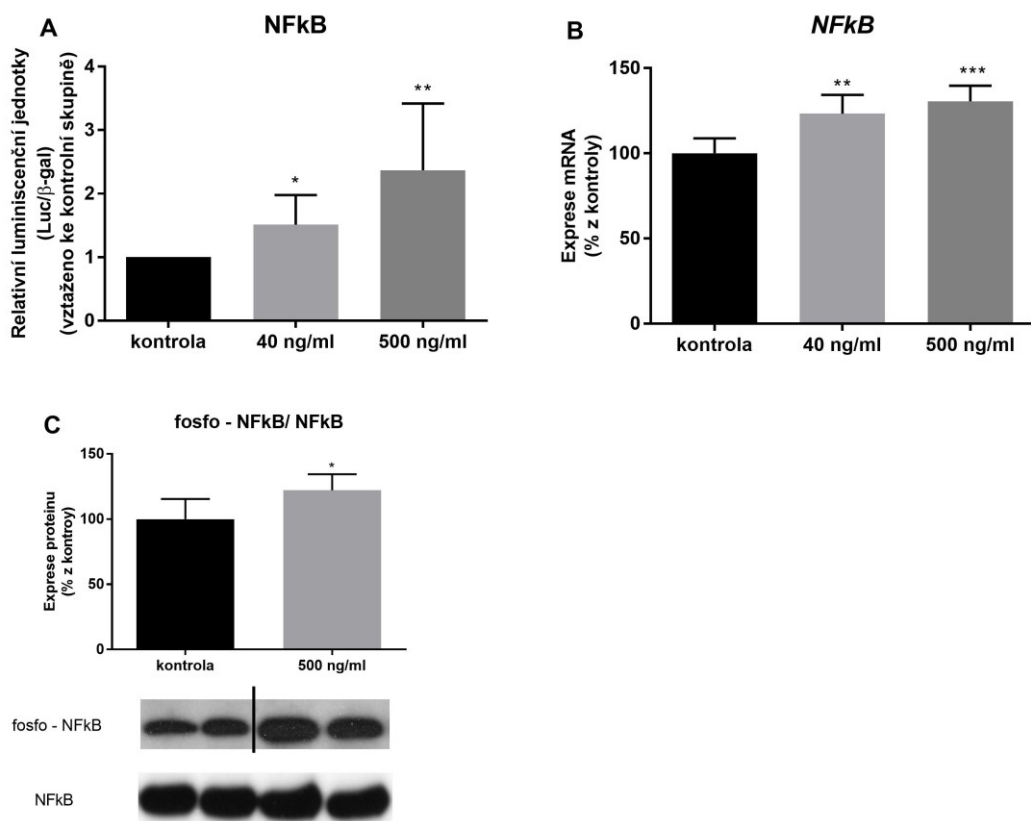 A
NFkB
Relativní luminiscenční jednotky
(Luc/β-gal)
(vztaženo ke kontrolní skupině)
4
3
2
1
0
*
**
kontrola
40 ng/ml
500 ng/ml
B
NFkB
Exprese mRNA
(% z kontroly)
150
100
50
0
**
***
kontrola
40 ng/ml
500 ng/ml
C
fosfo - NFkB/ NFkB
Exprese proteinu
(% z kontroy)
150
100
50
0
*
kontrola
500 ng/ml
fosfo - NFkB
NFkB